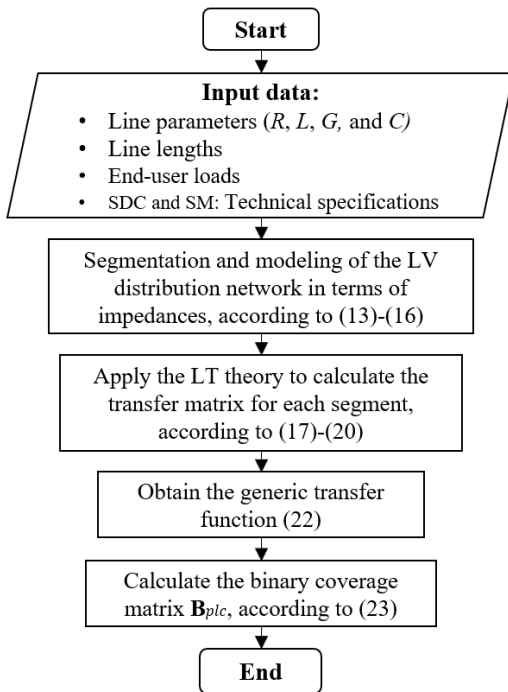 Start
Input data:
• Line parameters (R, L, G, and C)
• Line lengths
• End-user loads
• SDC and SM: Technical specifications
Segmentation and modeling of the LV
distribution network in terms of
impedances, according to (13)-(16)
Apply the LT theory to calculate the
transfer matrix for each segment,
according to (17)-(20)
Obtain the generic transfer
function (22)
Calculate the binary coverage
matrix Bplc, according to (23)
End